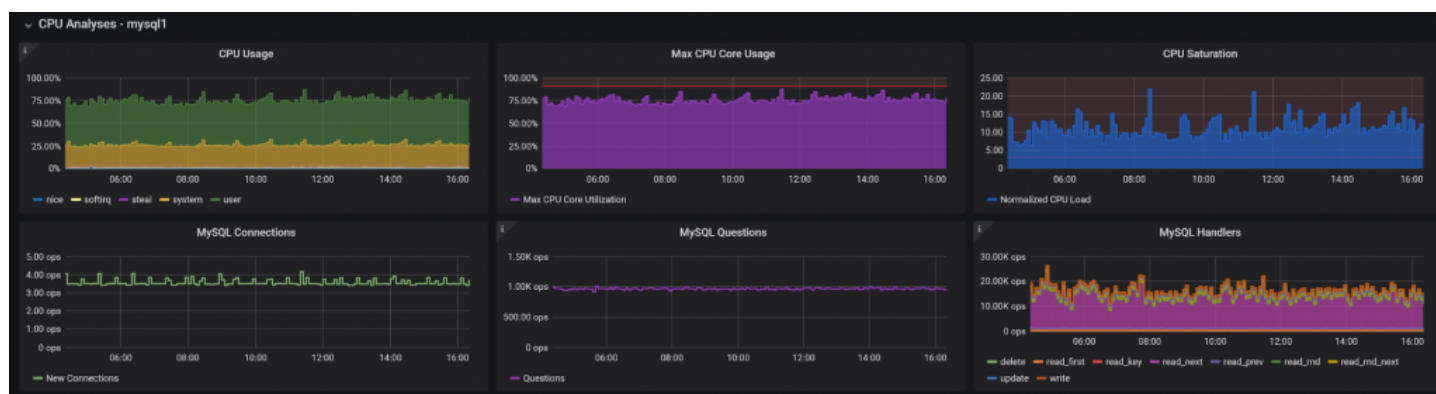 CPU Analyses - mysql1
CPU Usage
100.00%
75.00%
50.00%
25.00%
0%
06:00 08:00 10:00 12:00 14:00 16:00
nice softirq steal system user
Max CPU Core Usage
100.00%
75.00%
50.00%
25.00%
0%
06:00 08:00 10:00 12:00 14:00 16:00
Max CPU Core Utilization
CPU Saturation
25.00
20.00
15.00
10.00
5.00
0
06:00 08:00 10:00 12:00 14:00 16:00
Normalized CPU Load
MySQL Connections
5.00 ops
4.00 ops
3.00 ops
2.00 ops
1.00 ops
0 ops
06:00 08:00 10:00 12:00 14:00 16:00
New Connections
MySQL Questions
1.50K ops
1.00K ops
500.00 ops
0 ops
06:00 08:00 10:00 12:00 14:00 16:00
Questions
MySQL Handlers
30.00K ops
20.00K ops
10.00K ops
0 ops
06:00 08:00 10:00 12:00 14:00 16:00
delete read_first read_key read_next read_prev read_rnd read_rnd_next
update write